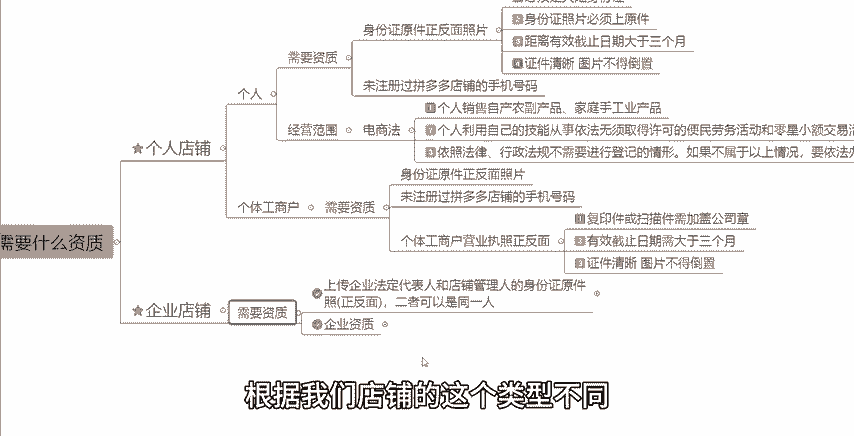 身份证照片必须上原件
身份证原件正反面照片
距离有效截止日期大于三个月
需要资质
证件清晰 图片不得倒置
未注册过拼多多店铺的手机号码
个人
个人销售自产农副产品、家庭手工业产品
经营范围
电商法
个人利用自己的技能从事依法无须取得许可的便民劳务活动和零星小额交易活
个人店铺
依照法律、行政法规不需要进行登记的情形。如果不属于以上情况，要依法办
身份证原件正反面照片
未注册过拼多多店铺的手机号码
个体工商户
需要资质
复印件或扫描件需加盖公司章
个体工商户营业执照正反面
有效截止日期需大于三个月
需要什么资质
证件清晰 图片不得倒置
上传企业法定代表人和店铺管理人的身份证原件
照(正反面)，二者可以是同一人
企业店铺
需要资质
企业资质
根据我们店铺的这个类型不同